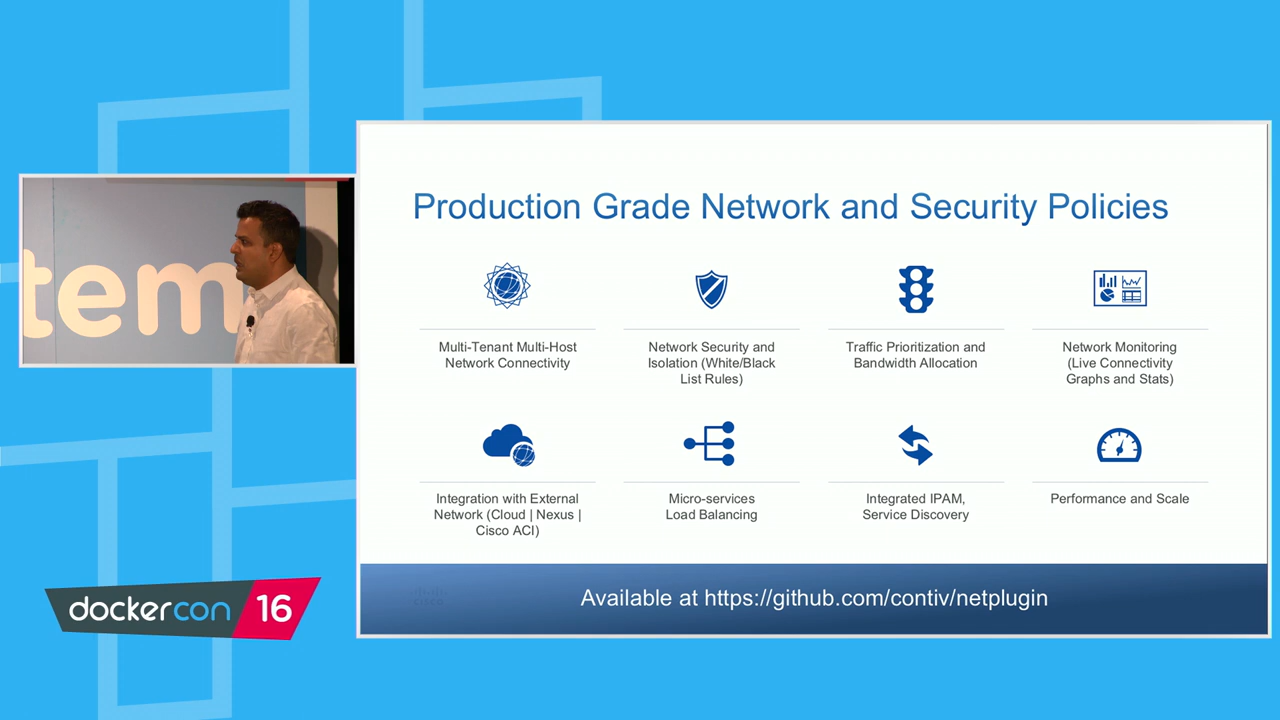 Production Grade Network and Security Policies
Multi-Tenant Multi-Host
Network Connectivity
Network Security and
Isolation (White/Black
List Rules)
Traffic Prioritization and
Bandwidth Allocation
Network Monitoring
(Live Connectivity
Graphs and Stats)
Integration with External
Network (Cloud | Nexus |
Cisco ACI)
Micro-services
Load Balancing
Integrated IPAM,
Service Discovery
Performance and Scale
Available at https://github.com/contiv/netplugin
tem
dockercon 16